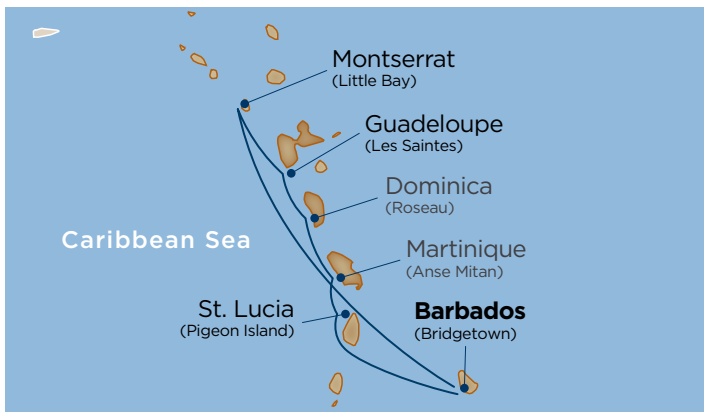 Montserrat
(Little Bay)
Guadeloupe
(Les Saintes)
Dominica
(Roseau)
Caribbean Sea
Martinique
(Anse Mitan)
St. Lucia
(Pigeon Island)
Barbados
(Bridgetown)